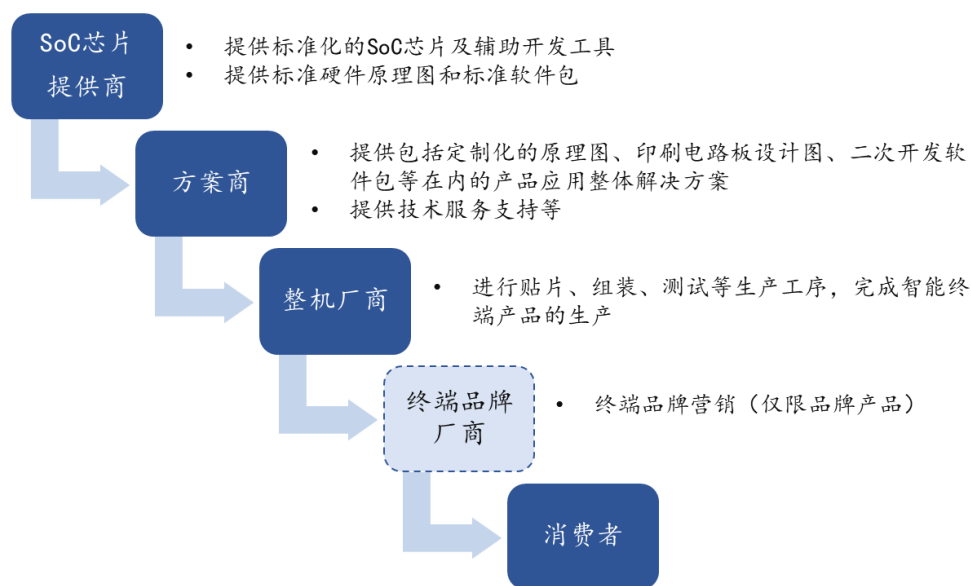 SoC芯片
提供商
• 提供标准化的SoC芯片及辅助开发工具
• 提供标准硬件原理图和标准软件包
方案商
• 提供包括定制化的原理图、印刷电路板设计图、二次开发软
件包等在内的产品应用整体解决方案
• 提供技术服务支持等
整机厂商
• 进行贴片、组装、测试等生产工序，完成智能终
端产品的生产
终端品牌
厂商
• 终端品牌营销（仅限品牌产品）
消费者